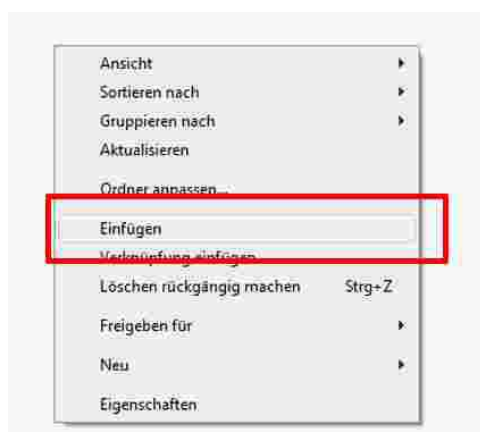 Ansicht
Sortieren nach
Gruppieren nach
Aktualisieren
Ordner anpassen...
Einfügen
Verknüpfung einfügen
Löschen rückgängig machen Strg+Z
Freigeben für
Neu
Eigenschaften